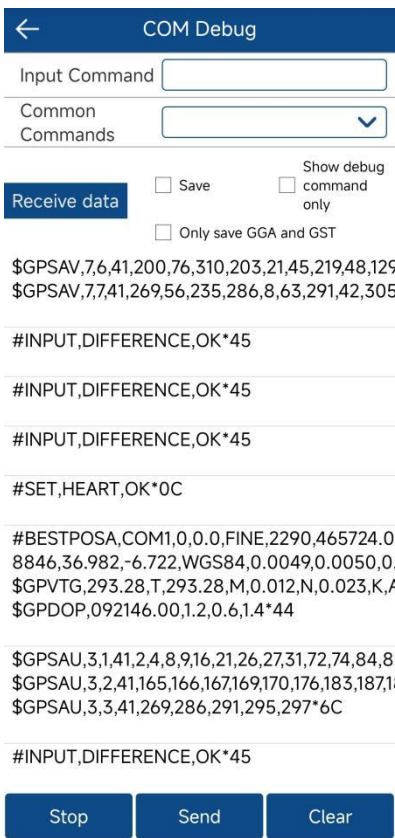 COM Debug
Input Command
Common
Commands
Receive data
Save
Show debug
command
only
Only save GGA and GST
$GPSAV,7,6,41,200,76,310,203,21,45,219,48,129
$GPSAV,7,7,41,269,56,235,286,8,63,291,42,305
#INPUT,DIFFERENCE,OK*45
#INPUT,DIFFERENCE,OK*45
#INPUT,DIFFERENCE,OK*45
#SET,HEART,OK*0C
#BESTPOSA,COM1,0,0.0,FINE,2290,465724.0
8846,36.982,-6.722,WGS84,0.0049,0.0050,0.
$GPVTG,293.28,T,293.28,M,0.012,N,0.023,K,A
$GPDOP,092146.00,1.2,0.6,1.4*44
$GPSAU,3,1,41,2,4,8,9,16,21,26,27,31,72,74,84,8
$GPSAU,3,2,41,165,166,167,169,170,176,183,187,18
$GPSAU,3,3,41,269,286,291,295,297*6C
#INPUT,DIFFERENCE,OK*45
Stop
Send
Clear